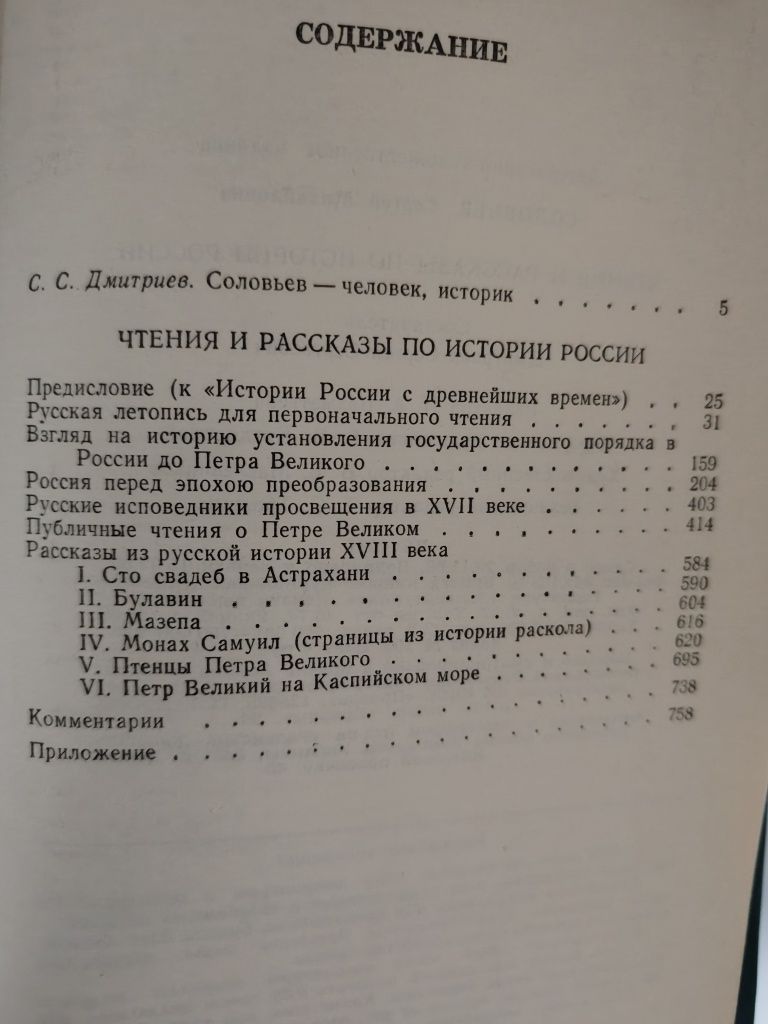 СОДЕРЖАНИЕ
С. С. Дмитриев. Соловьев — человек, историк . . . . . . . 5
ЧТЕНИЯ И РАССКАЗЫ ПО ИСТОРИИ РОССИИ
Предисловие (к «Истории России с древнейших времен») . . 25
Русская летопись для первоначального чтения . . . . . . . 31
Взгляд на историю установления государственного порядка в
России до Петра Великого . . . . . . . . . . . . 159
Россия перед эпохою преобразования . . . . . . . . . . 204
Русские исповедники просвещения в XVII веке . . . . . . 403
Публичные чтения о Петре Великом . . . . . . . . . . 414
Рассказы из русской истории XVIII века
I. Сто свадеб в Астрахани . . . . . . . . . . . 584
II. Булавин . . . . . . . . . . . . . . 590
III. Мазепа . . . . . . . . . . . . . . 604
IV. Монах Самуил (страницы из истории раскола) . . . 616
V. Птенцы Петра Великого . . . . . . . . . . . 620
VI. Петр Великий на Каспийском море . . . . . . . 695
Комментарии . . . . . . . . . . . . . . . 738
Приложение . . . . . . . . . . . . . . . . 758